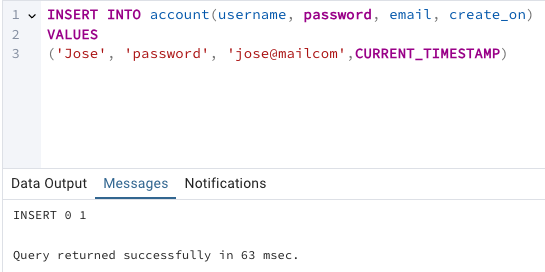 1 INSERT INTO account(username, password, email, create_on)
2 VALUES
3 ('Jose', 'password', 'jose@mailcom',CURRENT_TIMESTAMP)
Data Output Messages Notifications
INSERT 0 1
Query returned successfully in 63 msec.